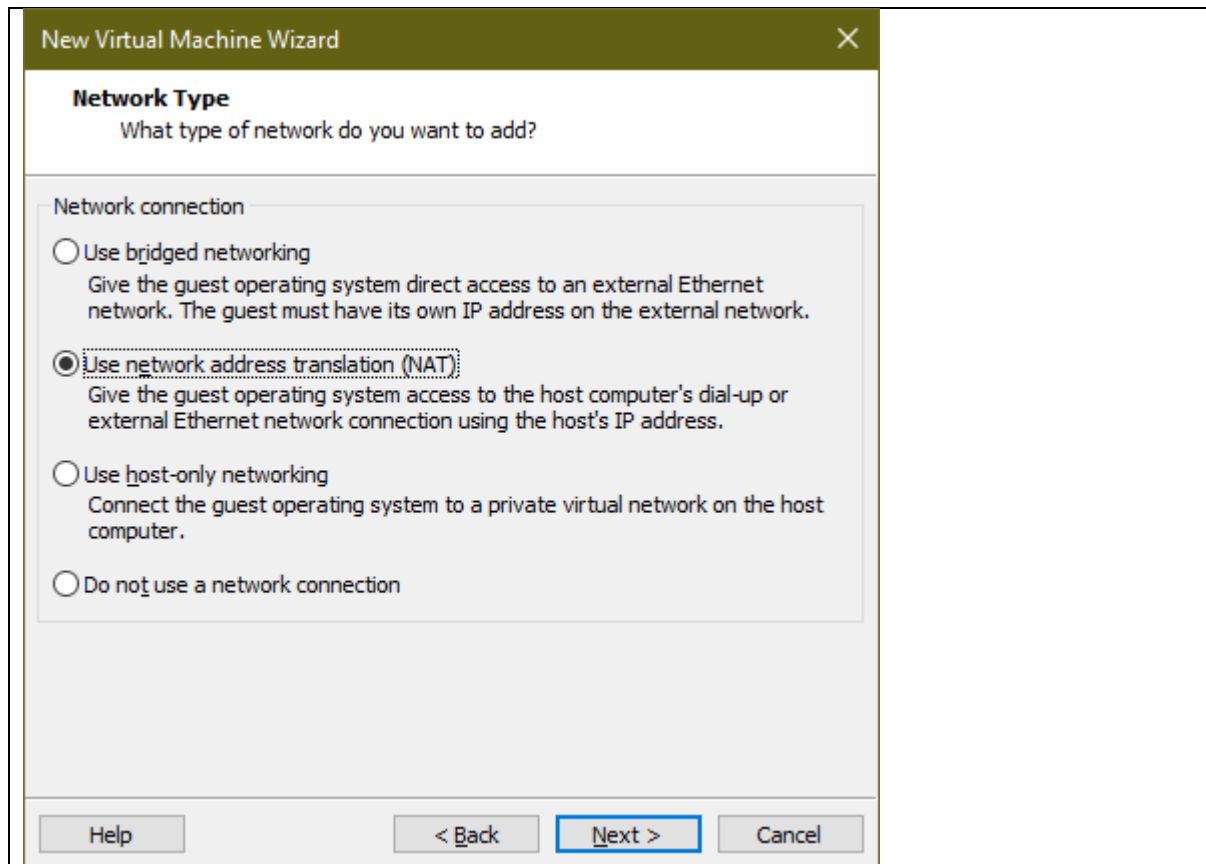 New Virtual Machine Wizard
Network Type
What type of network do you want to add?
Network connection
Use bridged networking
Give the guest operating system direct access to an external Ethernet
network. The guest must have its own IP address on the external network.
Use network address translation (NAT)
Give the guest operating system access to the host computer's dial-up or
external Ethernet network connection using the host's IP address.
Use host-only networking
Connect the guest operating system to a private virtual network on the host
computer.
Do not use a network connection
Help
< Back
Next >
Cancel